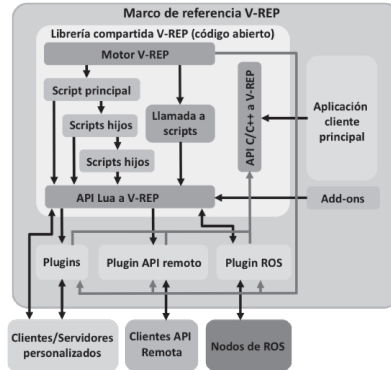 Marco de referencia V-REP
Librería compartida V-REP (código abierto)
Motor V-REP
Script principal
Scripts hijos
Scripts hijos
Llamada a
scripts
API C/C++ a V-REP
Aplicación
cliente
principal
API Lua a V-REP
Add-ons
Plugins
Plugin API remoto
Plugin ROS
Clientes/Servidores
personalizados
Clientes API
Remota
Nodos de ROS